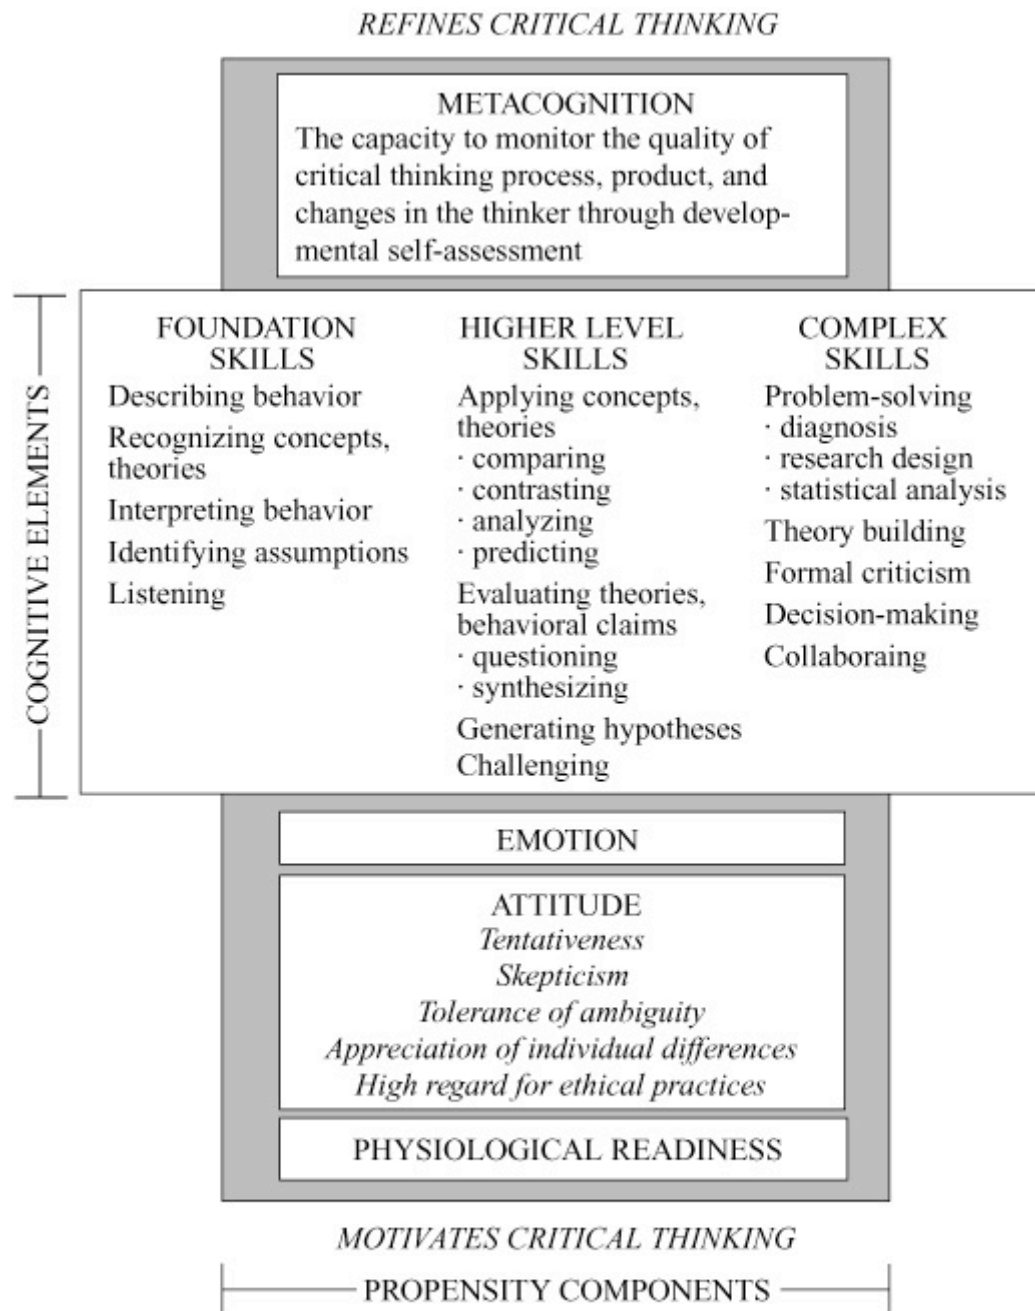 REFINES CRITICAL THINKING
METACOGNITION
The capacity to monitor the quality of
critical thinking process, product, and
changes in the thinker through develop-
mental self-assessment
COGNITIVE ELEMENTS
FOUNDATION
SKILLS
Describing behavior
Recognizing concepts,
theories
Interpreting behavior
Identifying assumptions
Listening
HIGHER LEVEL
SKILLS
Applying concepts,
theories
· comparing
· contrasting
· analyzing
· predicting
Evaluating theories,
behavioral claims
· questioning
· synthesizing
Generating hypotheses
Challenging
COMPLEX
SKILLS
Problem-solving
· diagnosis
· research design
· statistical analysis
Theory building
Formal criticism
Decision-making
Collaboraing
EMOTION
ATTITUDE
Tentativeness
Skepticism
Tolerance of ambiguity
Appreciation of individual differences
High regard for ethical practices
PHYSIOLOGICAL READINESS
MOTIVATES CRITICAL THINKING
PROPENSITY COMPONENTS